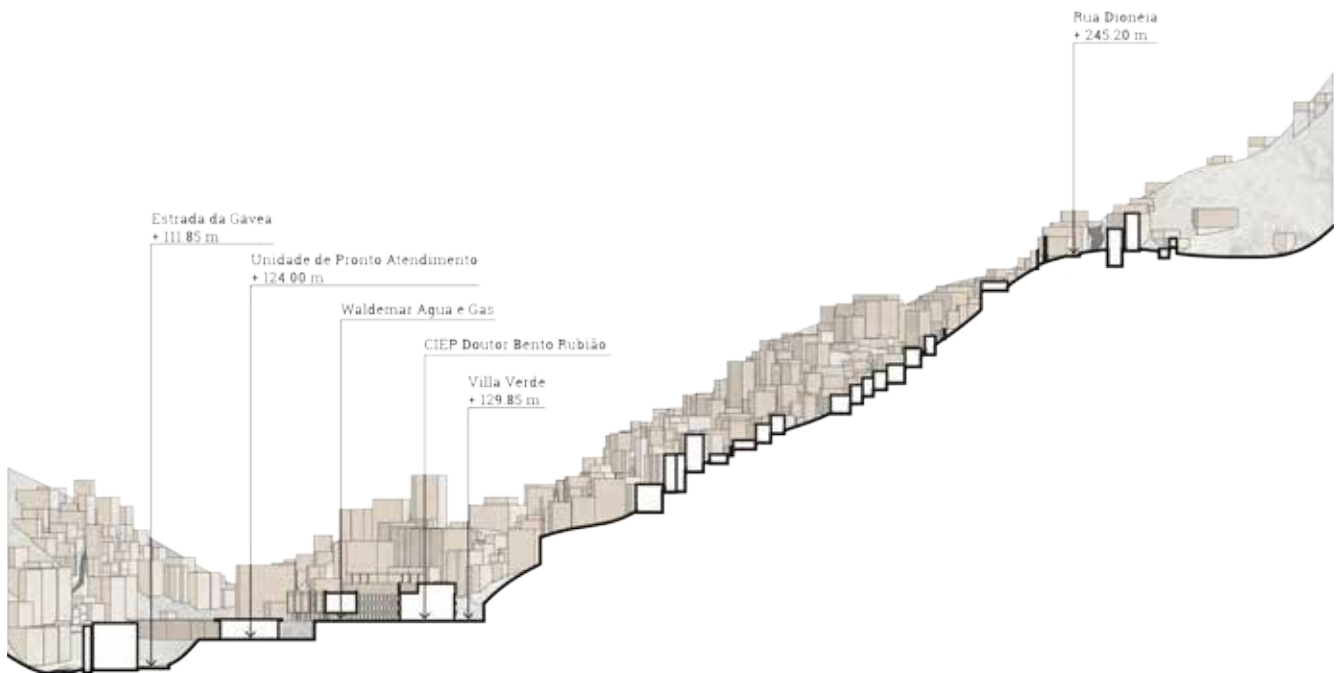 Rua Dionéia
+ 245.20 m
Estrada da Gávea
+ 111.85 m
Unidade de Pronto Atendimento
+ 124.00 m
Waldemar Agua e Gas
CIEP Doutor Bento Rubião
Villa Verde
+ 129.85 m